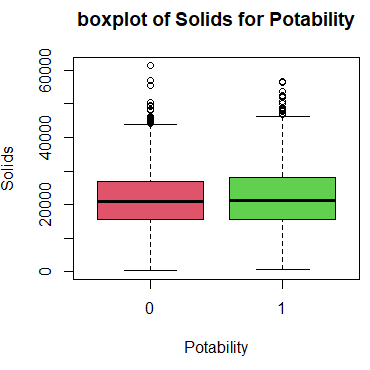 boxplot of Solids for Potability
Solids
60000
40000
20000
0
0
1
Potability